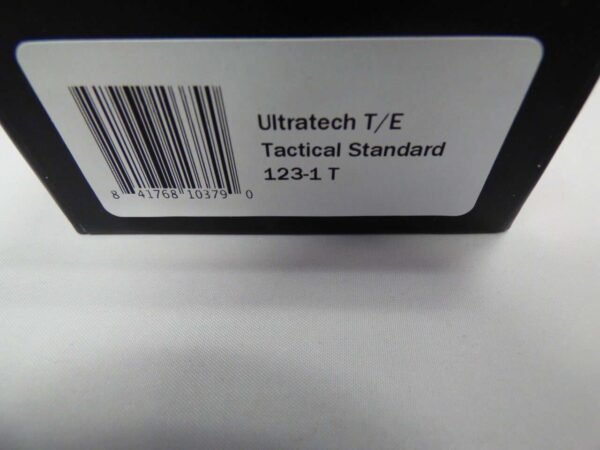 Ultratech T/E
Tactical Standard
123-1 T
8 41768 10379 0